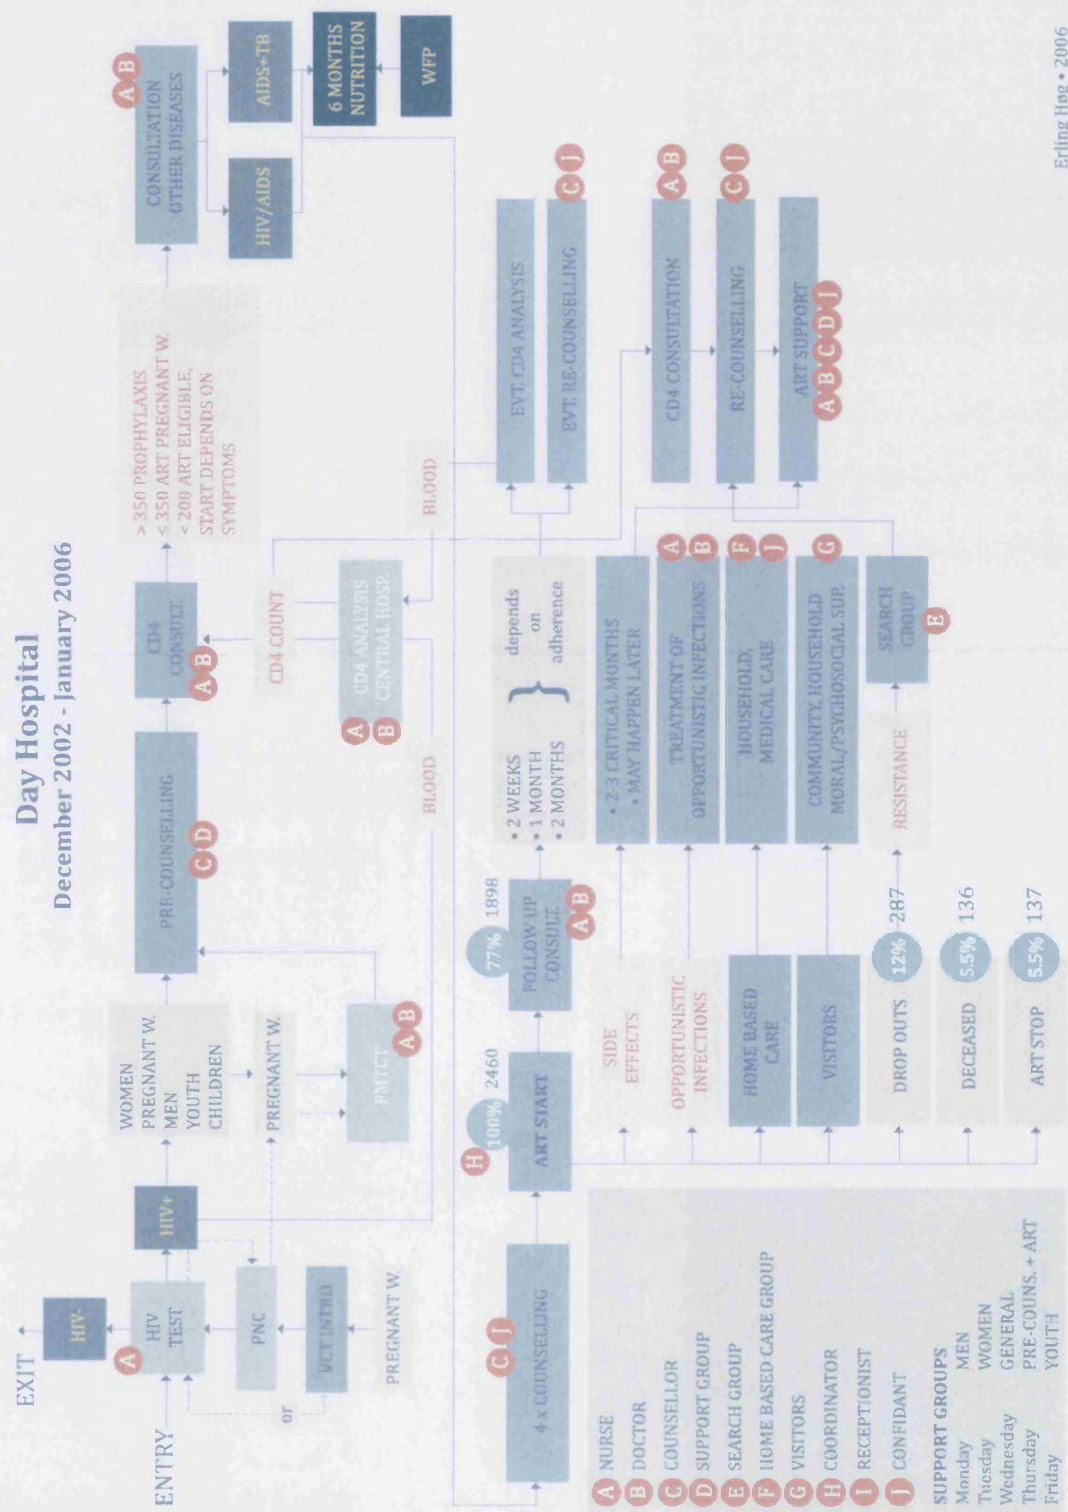 Day Hospital
December 2002 - January 2006
EXIT
HIV-
ENTRY
A
HIV
TEST
HIV+
PNC
or
VCT INTRO
PREGNANT W.
WOMEN
PREGNANT W.
MEN
YOUTH
CHILDREN
PREGNANT W.
PMTCT
A B
PRE-COUNSELLING
C D
CD4
CONSULT.
A B
> 350 PROPHYLAXIS
≤ 350 ART PREGNANT W.
< 200 ART ELIGIBLE,
START DEPENDS ON
SYMPTOMS
CONSULTATION
OTHER DISEASES
A B
HIV/AIDS
AIDS+TB
6 MONTHS
NUTRITION
WFP
CD4 COUNT
A
B
CD4 ANALYSIS
CENTRAL HOSP.
BLOOD
BLOOD
4 x COUNSELLING
C J
H
100% 2460
ART START
77% 1898
FOLLOW UP
CONSULT.
A B
• 2 WEEKS
• 1 MONTH
• 2 MONTHS
}
depends
on
adherence
EVT. CD4 ANALYSIS
EVT. RE-COUNSELLING
C J
SIDE
EFFECTS
• 2-3 CRITICAL MONTHS
• MAY HAPPEN LATER
OPPORTUNISTIC
INFECTIONS
TREATMENT OF
OPPORTUNISTIC INFECTIONS
A
B
HOME BASED
CARE
HOUSEHOLD,
MEDICAL CARE
F
J
VISITORS
COMMUNITY, HOUSEHOLD
MORAL/PSYCHOSOCIAL SUP.
G
DROP OUTS
12% 287
RESISTANCE
SEARCH
GROUP
E
DECEASED
5.5% 136
ART STOP
5.5% 137
CD4 CONSULTATION
A B
RE-COUNSELLING
C J
ART SUPPORT
A B C D J
A NURSE
B DOCTOR
C COUNSELLOR
D SUPPORT GROUP
E SEARCH GROUP
F HOME BASED CARE GROUP
G VISITORS
H COORDINATOR
I RECEPTIONIST
J CONFIDANT
SUPPORT GROUPS
Monday MEN
Tuesday WOMEN
Wednesday GENERAL
Thursday PRE-COUNS. + ART
Friday YOUTH
Erling Høg • 2006